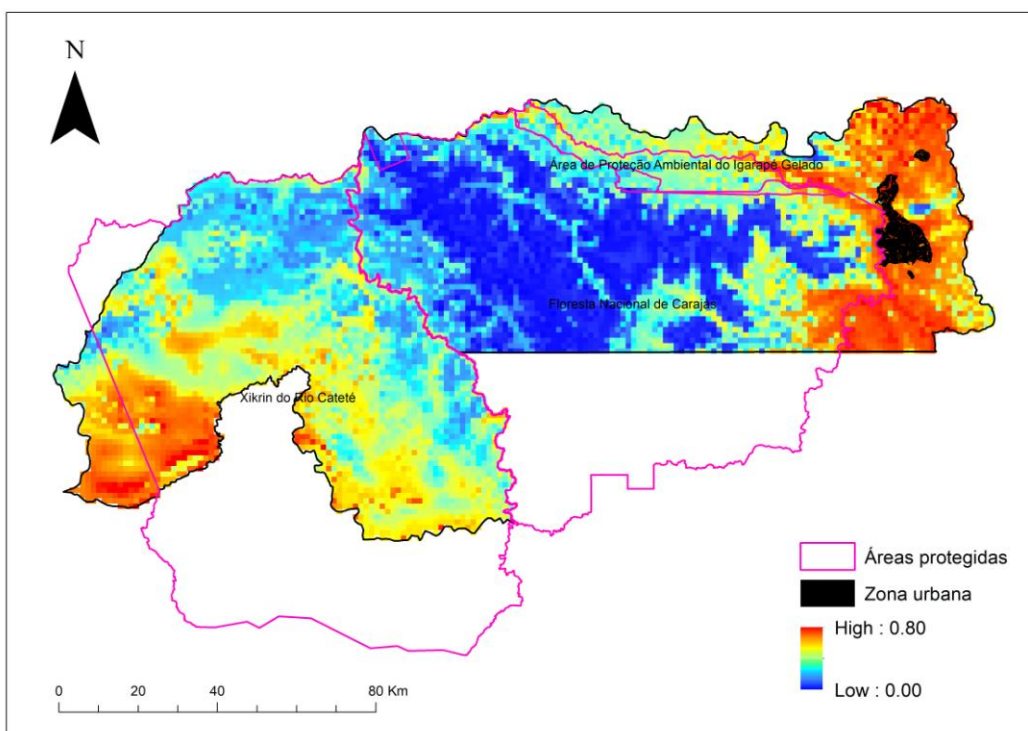 N
Área de Proteção Ambiental do Igarapé Gelado
Floresta Nacional de Carajás
Xikrin do Rio Cateté
Áreas protegidas
Zona urbana
High : 0.80
Low : 0.00
0 20 40 80 Km